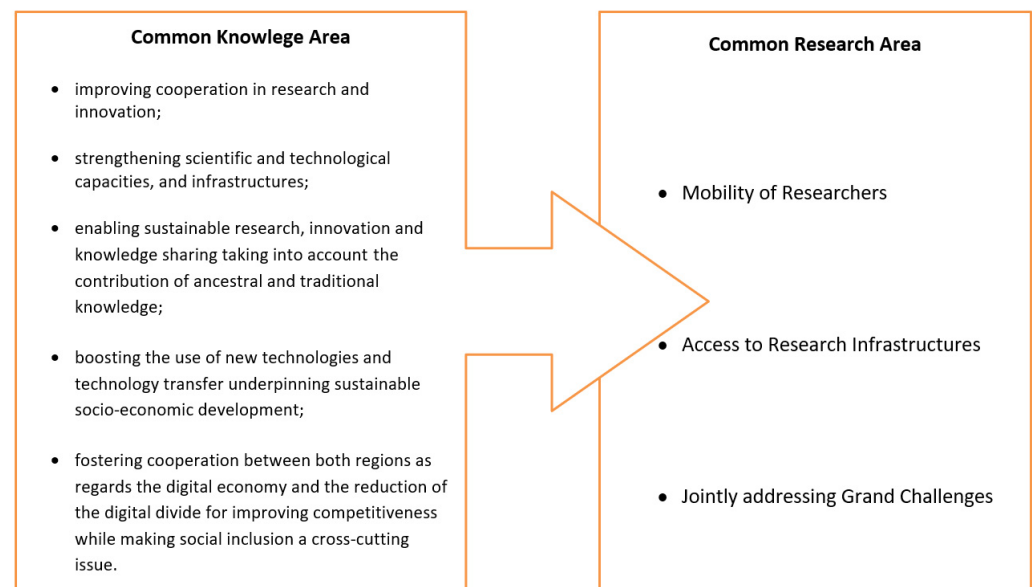 Common Knowlege Area
• improving cooperation in research and
innovation;
• strengthening scientific and technological
capacities, and infrastructures;
• enabling sustainable research, innovation and
knowledge sharing taking into account the
contribution of ancestral and traditional
knowledge;
• boosting the use of new technologies and
technology transfer underpinning sustainable
socio-economic development;
• fostering cooperation between both regions as
regards the digital economy and the reduction of
the digital divide for improving competitiveness
while making social inclusion a cross-cutting
issue.
Common Research Area
• Mobility of Researchers
• Access to Research Infrastructures
• Jointly addressing Grand Challenges